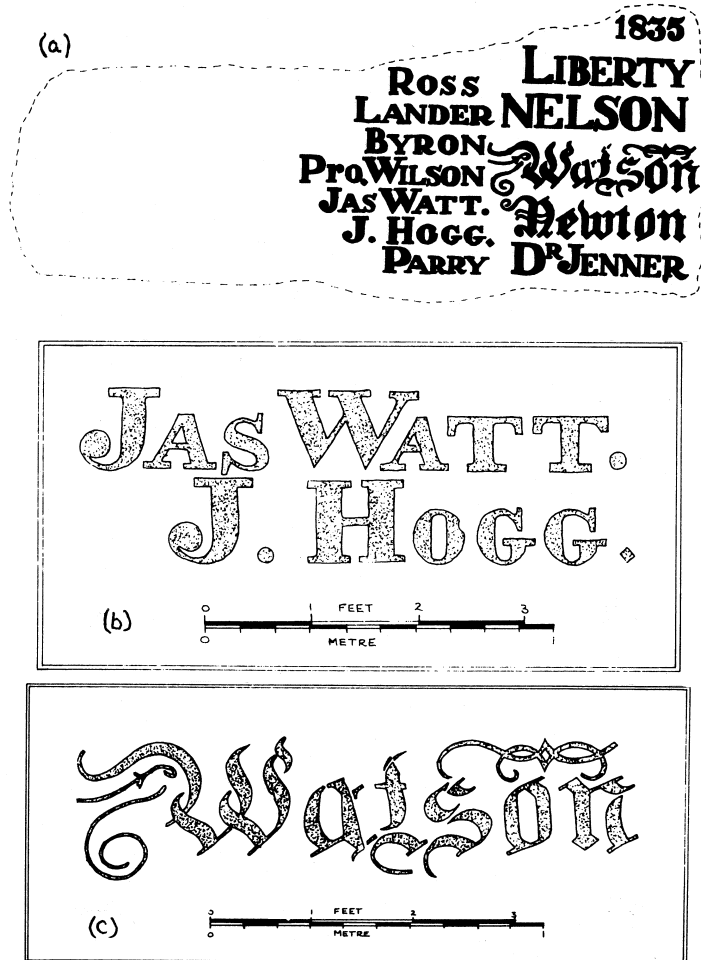 (a)
1835
LIBERTY
NELSON
Watson
Newton
DR JENNER
ROSS
LANDER
BYRON
Pro. WILSON
JAS WATT.
J. HOGG.
PARRY
JAS WATT.
J. HOGG.
(b)
0 1 FEET 2 3
0 METRE 1
Watson
(c)
0 1 FEET 2 3
0 METRE 1